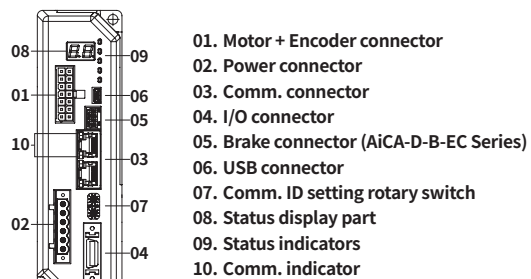 08
09
01
06
05
10
03
07
02
04
01. Motor + Encoder connector
02. Power connector
03. Comm. connector
04. I/O connector
05. Brake connector (AiCA-D-B-EC Series)
06. USB connector
07. Comm. ID setting rotary switch
08. Status display part
09. Status indicators
10. Comm. indicator